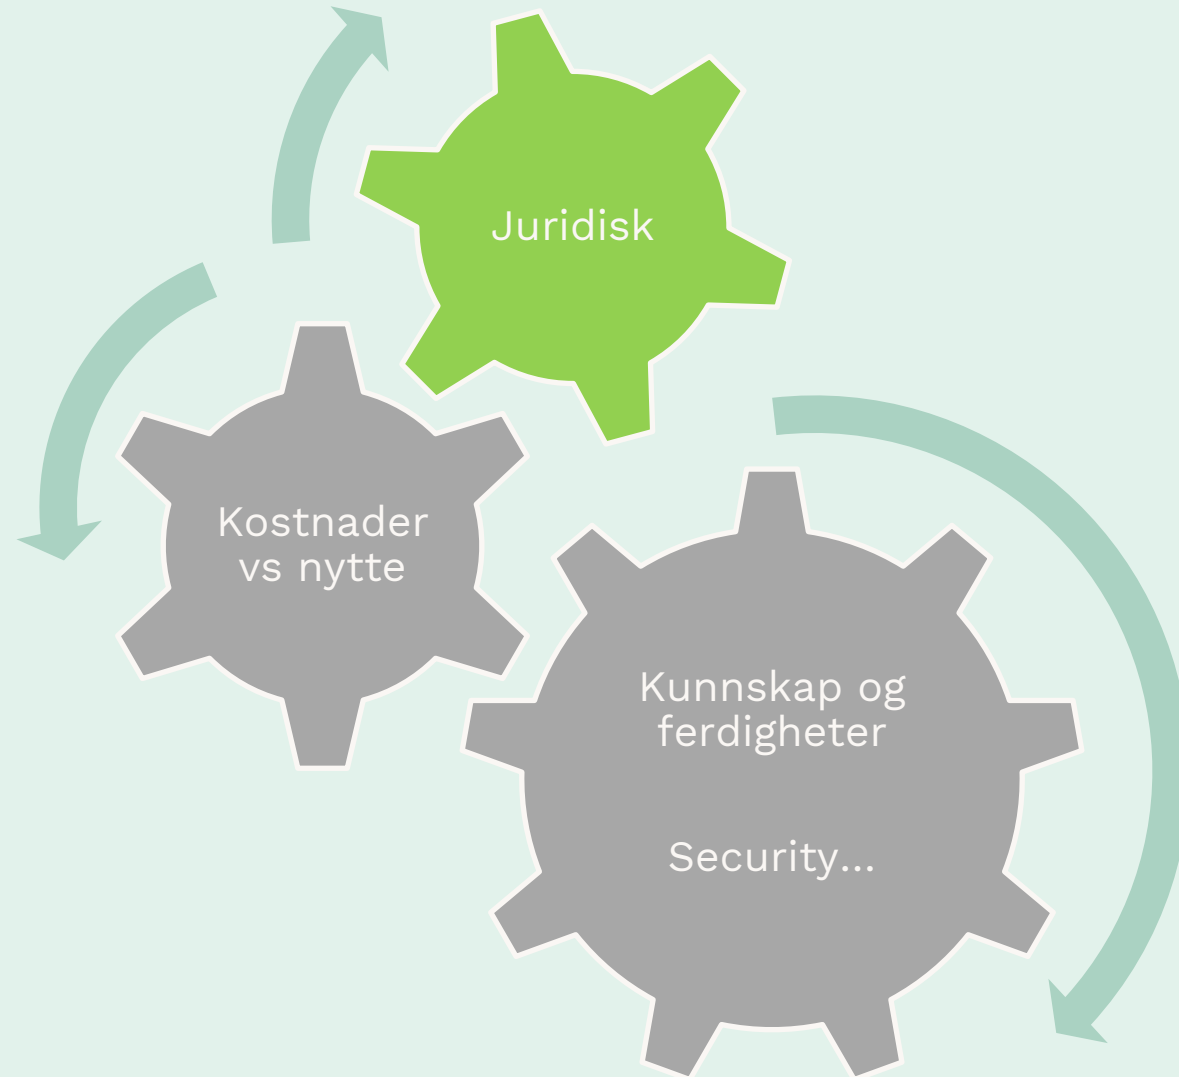 Juridisk
Kostnader
vs nytte
Kunnskap og
ferdigheter
Security...